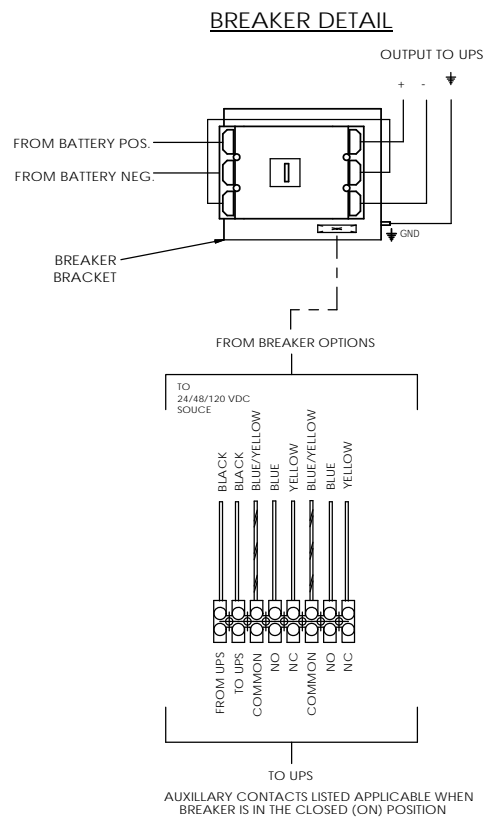 BREAKER DETAIL
OUTPUT TO UPS
+ -
FROM BATTERY POS.
FROM BATTERY NEG.
GND
BREAKER
BRACKET
FROM BREAKER OPTIONS
TO
24/48/120 VDC
SOUCE
BLACK
BLACK
BLUE/YELLOW
BLUE
YELLOW
BLUE/YELLOW
BLUE
YELLOW
FROM UPS
TO UPS
COMMON
NO
NC
COMMON
NO
NC
TO UPS
AUXILLARY CONTACTS LISTED APPLICABLE WHEN
BREAKER IS IN THE CLOSED (ON) POSITION